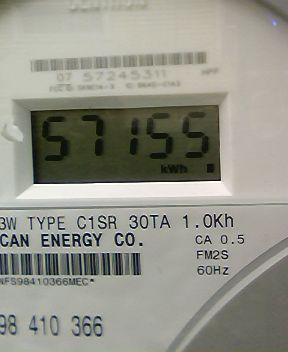 07 57245311
57155
kWh
3W TYPE C1SR 30TA 1.0Kh
CAN ENERGY CO.
CA 0.5
FM2S
60Hz
NFS98410366MEC*
98 410 366